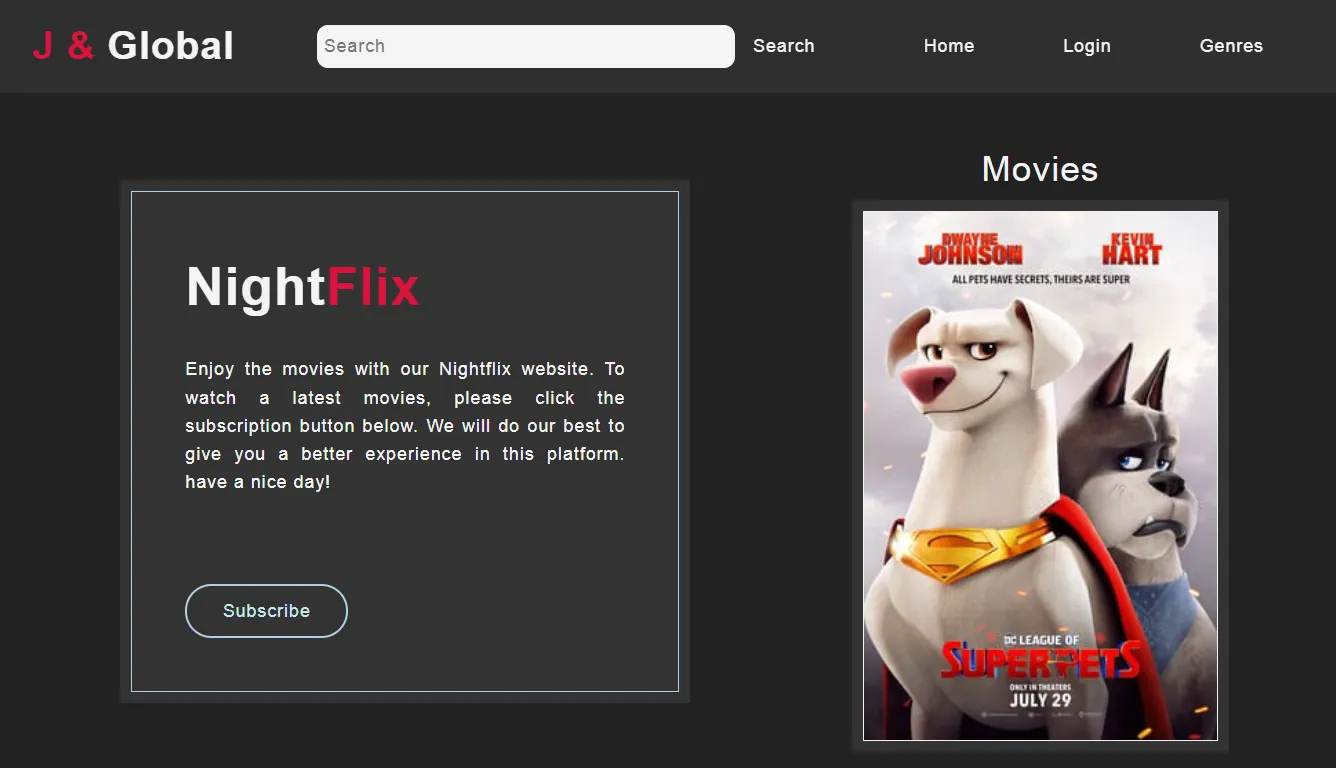 J & Global
Search
Search
Home
Login
Genres
NightFlix
Enjoy the movies with our Nightflix website. To
watch a latest movies, please click the
subscription button below. We will do our best to
give you a better experience in this platform.
have a nice day!
Subscribe
Movies
DWAYNE JOHNSON
KEVIN HART
ALL PETS HAVE SECRETS, THEIRS ARE SUPER
DC LEAGUE OF
SUPER-PETS
ONLY IN THEATERS
JULY 29